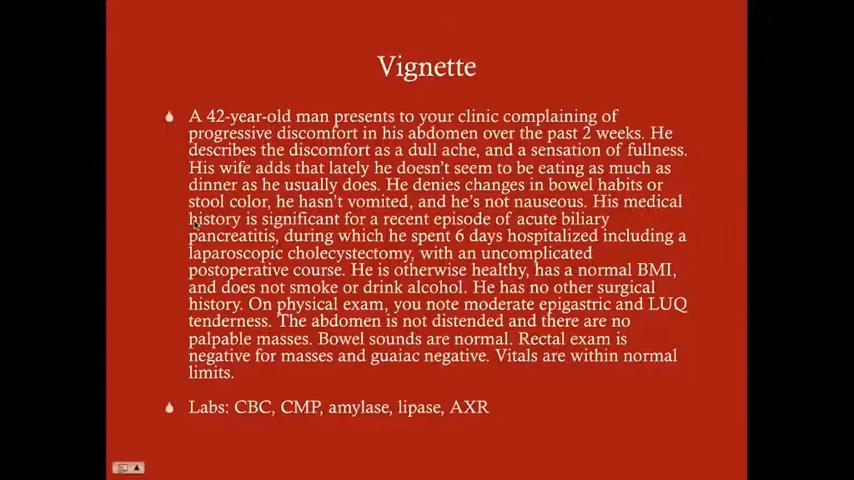 Vignette
A 42-year-old man presents to your clinic complaining of
progressive discomfort in his abdomen over the past 2 weeks. He
describes the discomfort as a dull ache, and a sensation of fullness.
His wife adds that lately he doesn't seem to be eating as much as
dinner as he usually does. He denies changes in bowel habits or
stool color, he hasn't vomited, and he's not nauseous. His medical
history is significant for a recent episode of acute biliary
pancreatitis, during which he spent 6 days hospitalized including a
laparoscopic cholecystectomy, with an uncomplicated
postoperative course. He is otherwise healthy, has a normal BMI,
and does not smoke or drink alcohol. He has no other surgical
history. On physical exam, you note moderate epigastric and LUQ
tenderness. The abdomen is not distended and there are no
palpable masses. Bowel sounds are normal. Rectal exam is
negative for masses and guaiac negative. Vitals are within normal
limits.
Labs: CBC, CMP, amylase, lipase, AXR